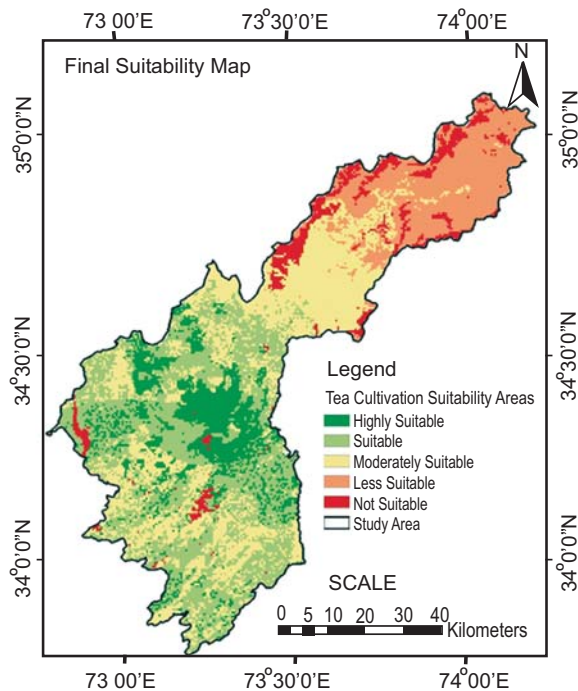 73 00’E 73°30’E 74°00’E
Final Suitability Map
N
35°0'0”N 35°0'0”N
34°30'0”N 34°30'0”N
34°0'0”N 34°0'0”N
Legend
Tea Cultivation Suitability Areas
Highly Suitable
Suitable
Moderately Suitable
Less Suitable
Not Suitable
Study Area
SCALE
0 5 10 20 30 40
Kilometers
73 00’E 73°30’E 74°00’E